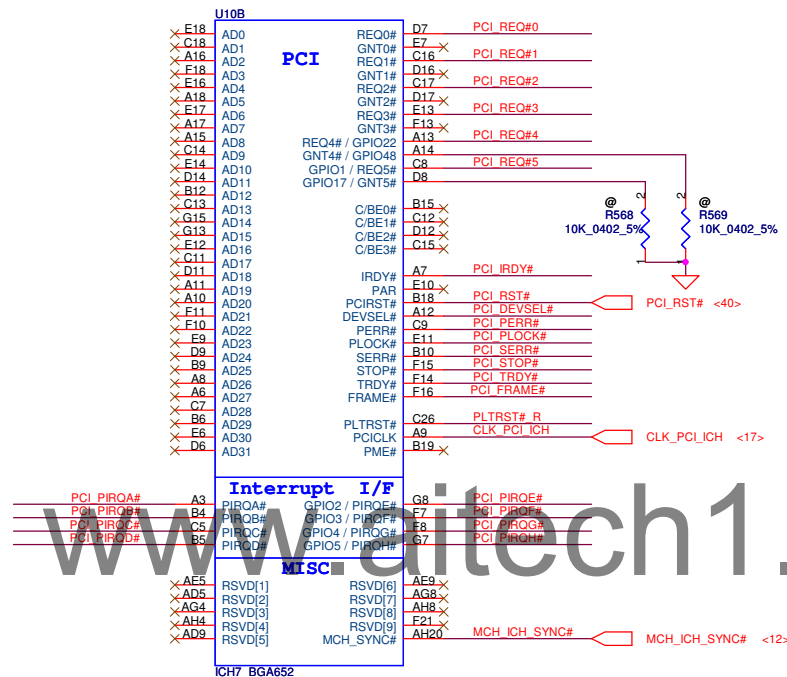 U10B
PCI
E18 AD0 REQ0# D7 PCI_REQ#0
C18 AD1 GNT0# E7
A16 AD2 REQ1# C16 PCI_REQ#1
F18 AD3 GNT1# D16
E16 AD4 REQ2# C17 PCI_REQ#2
A18 AD5 GNT2# D17
E17 AD6 REQ3# E13 PCI_REQ#3
A17 AD7 GNT3# F13
A15 AD8 REQ4# / GPIO22 A13 PCI_REQ#4
C14 AD9 GNT4# / GPIO48 A14
E14 AD10 GPIO1 / REQ5# C8 PCI_REQ#5
D14 AD11 GPIO17 / GNT5# D8
B12 AD12
C13 AD13 C/BE0# B15
G15 AD14 C/BE1# C12
G13 AD15 C/BE2# D12
E12 AD16 C/BE3# C15
C11 AD17
D11 AD18 IRDY# A7 PCI_IRDY#
A11 AD19 PAR E10
A10 AD20 PCIRST# B18 PCI_RST# PCI_RST# <40>
F11 AD21 DEVSEL# A12 PCI_DEVSEL#
F10 AD22 PERR# C9 PCI_PERR#
E9 AD23 PLOCK# E11 PCI_PLOCK#
D9 AD24 SERR# B10 PCI_SERR#
B9 AD25 STOP# F15 PCI_STOP#
A8 AD26 TRDY# F14 PCI_TRDY#
A6 AD27 FRAME# F16 PCI_FRAME#
C7 AD28
B6 AD29 PLTRST# C26 PLTRST#_R
E6 AD30 PCICLK A9 CLK_PCI_ICH CLK_PCI_ICH <17>
D6 AD31 PME# B19
@ @
2 2
R568 R569
10K_0402_5% 10K_0402_5%
1 1
Interrupt I/F
PCI_PIRQA# A3 PIRQA# GPIO2 / PIRQE# G8 PCI_PIRQE#
PCI_PIRQB# B4 PIRQB# GPIO3 / PIRQF# F7 PCI_PIRQF#
PCI_PIRQC# C5 PIRQC# GPIO4 / PIRQG# F8 PCI_PIRQG#
PCI_PIRQD# B5 PIRQD# GPIO5 / PIRQH# G7 PCI_PIRQH#
www.aitech1.
MISC
AE5 RSVD[1] RSVD[6] AE9
AD5 RSVD[2] RSVD[7] AG8
AG4 RSVD[3] RSVD[8] AH8
AH4 RSVD[4] RSVD[9] F21
AD9 RSVD[5] MCH_SYNC# AH20 MCH_ICH_SYNC# MCH_ICH_SYNC# <12>
ICH7_BGA652